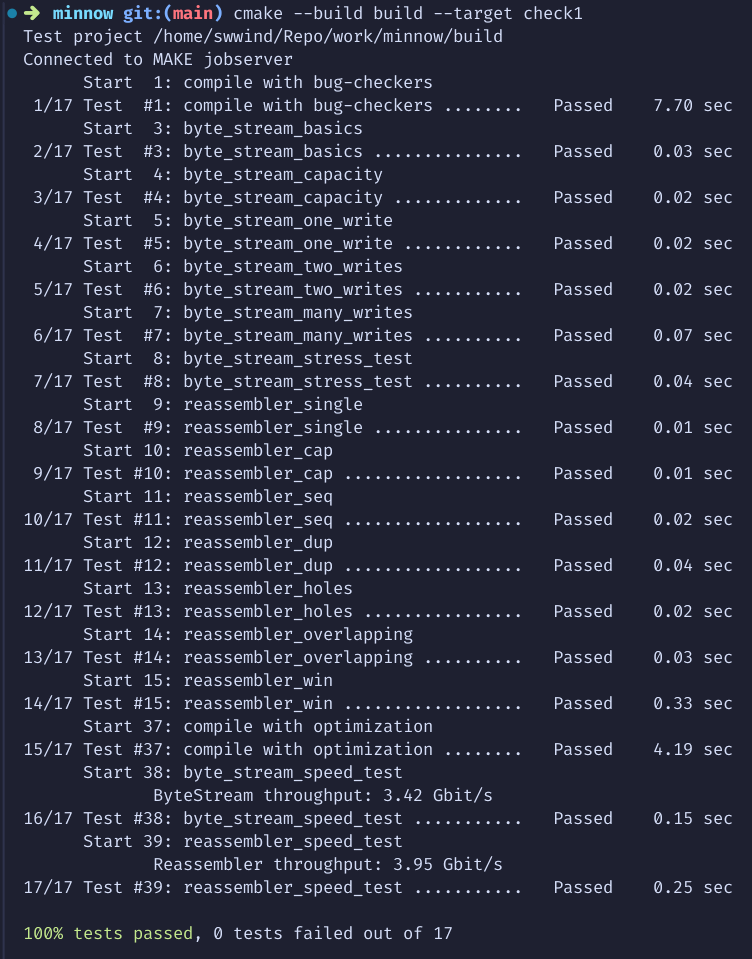 ➜ minnow git:(main) cmake --build build --target check1
Test project /home/swwind/Repo/work/minnow/build
Connected to MAKE jobserver
      Start  1: compile with bug-checkers
 1/17 Test  #1: compile with bug-checkers ........   Passed    7.70 sec
      Start  3: byte_stream_basics
 2/17 Test  #3: byte_stream_basics ...............   Passed    0.03 sec
      Start  4: byte_stream_capacity
 3/17 Test  #4: byte_stream_capacity .............   Passed    0.02 sec
      Start  5: byte_stream_one_write
 4/17 Test  #5: byte_stream_one_write ............   Passed    0.02 sec
      Start  6: byte_stream_two_writes
 5/17 Test  #6: byte_stream_two_writes ...........   Passed    0.02 sec
      Start  7: byte_stream_many_writes
 6/17 Test  #7: byte_stream_many_writes ..........   Passed    0.07 sec
      Start  8: byte_stream_stress_test
 7/17 Test  #8: byte_stream_stress_test ..........   Passed    0.04 sec
      Start  9: reassembler_single
 8/17 Test  #9: reassembler_single ...............   Passed    0.01 sec
      Start 10: reassembler_cap
 9/17 Test #10: reassembler_cap ..................   Passed    0.01 sec
      Start 11: reassembler_seq
10/17 Test #11: reassembler_seq ..................   Passed    0.02 sec
      Start 12: reassembler_dup
11/17 Test #12: reassembler_dup ..................   Passed    0.04 sec
      Start 13: reassembler_holes
12/17 Test #13: reassembler_holes ................   Passed    0.02 sec
      Start 14: reassembler_overlapping
13/17 Test #14: reassembler_overlapping ..........   Passed    0.03 sec
      Start 15: reassembler_win
14/17 Test #15: reassembler_win ..................   Passed    0.33 sec
      Start 37: compile with optimization
15/17 Test #37: compile with optimization ........   Passed    4.19 sec
      Start 38: byte_stream_speed_test
             ByteStream throughput: 3.42 Gbit/s
16/17 Test #38: byte_stream_speed_test ...........   Passed    0.15 sec
      Start 39: reassembler_speed_test
             Reassembler throughput: 3.95 Gbit/s
17/17 Test #39: reassembler_speed_test ...........   Passed    0.25 sec

100% tests passed, 0 tests failed out of 17